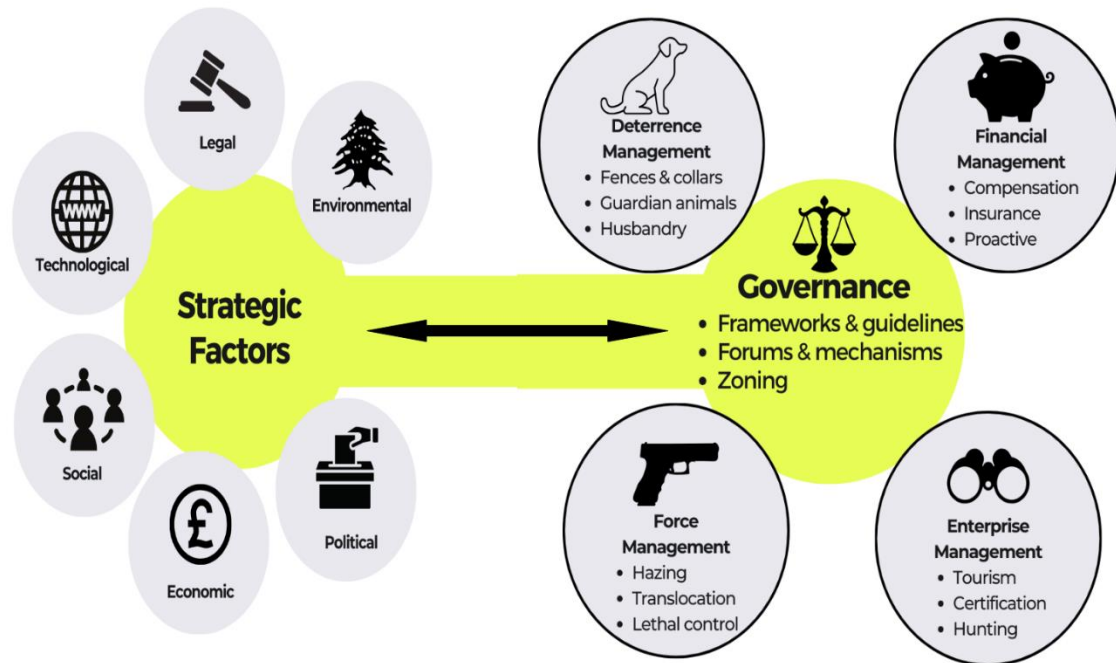 Legal
Environmental
WWW
Technological
Strategic
Factors
Social
£
Economic
Political
Deterrence
Management
• Fences & collars
• Guardian animals
• Husbandry
Financial
Management
• Compensation
• Insurance
• Proactive
Governance
• Frameworks & guidelines
• Forums & mechanisms
• Zoning
Force
Management
• Hazing
• Translocation
• Lethal control
Enterprise
Management
• Tourism
• Certification
• Hunting